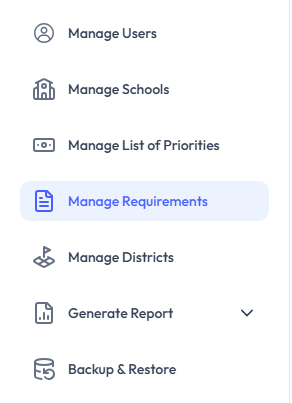 Manage Users
Manage Schools
Manage List of Priorities
Manage Requirements
Manage Districts
Generate Report
Backup & Restore